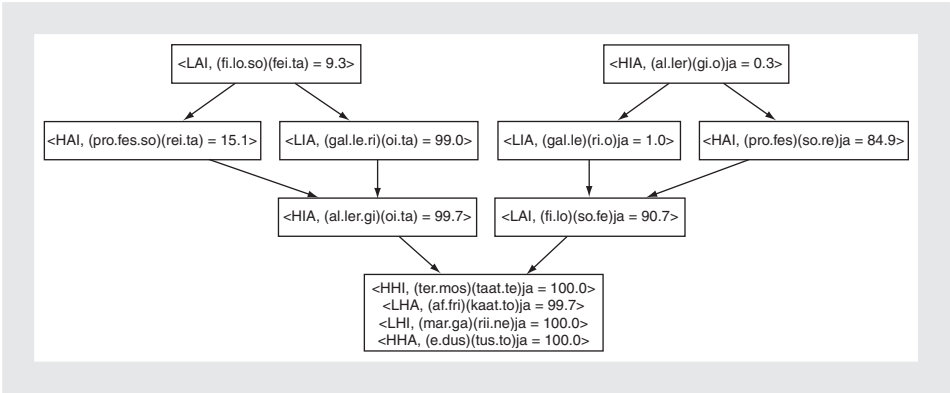 <LAI, (fi.lo.so)(fei.ta) = 9.3>
<HIA, (al.ler)(gi.o)ja = 0.3>
<HAI, (pro.fes.so)(rei.ta) = 15.1>
<LIA, (gal.le.ri)(oi.ta) = 99.0>
<LIA, (gal.le)(ri.o)ja = 1.0>
<HAI, (pro.fes)(so.re)ja = 84.9>
<HIA, (al.ler.gi)(oi.ta) = 99.7>
<LAI, (fi.lo)(so.fe)ja = 90.7>
<HHI, (ter.mos)(taat.te)ja = 100.0>
<LHA, (af.fri)(kaat.to)ja = 99.7>
<LHI, (mar.ga)(rii.ne)ja = 100.0>
<HHA, (e.dus)(tus.to)ja = 100.0>